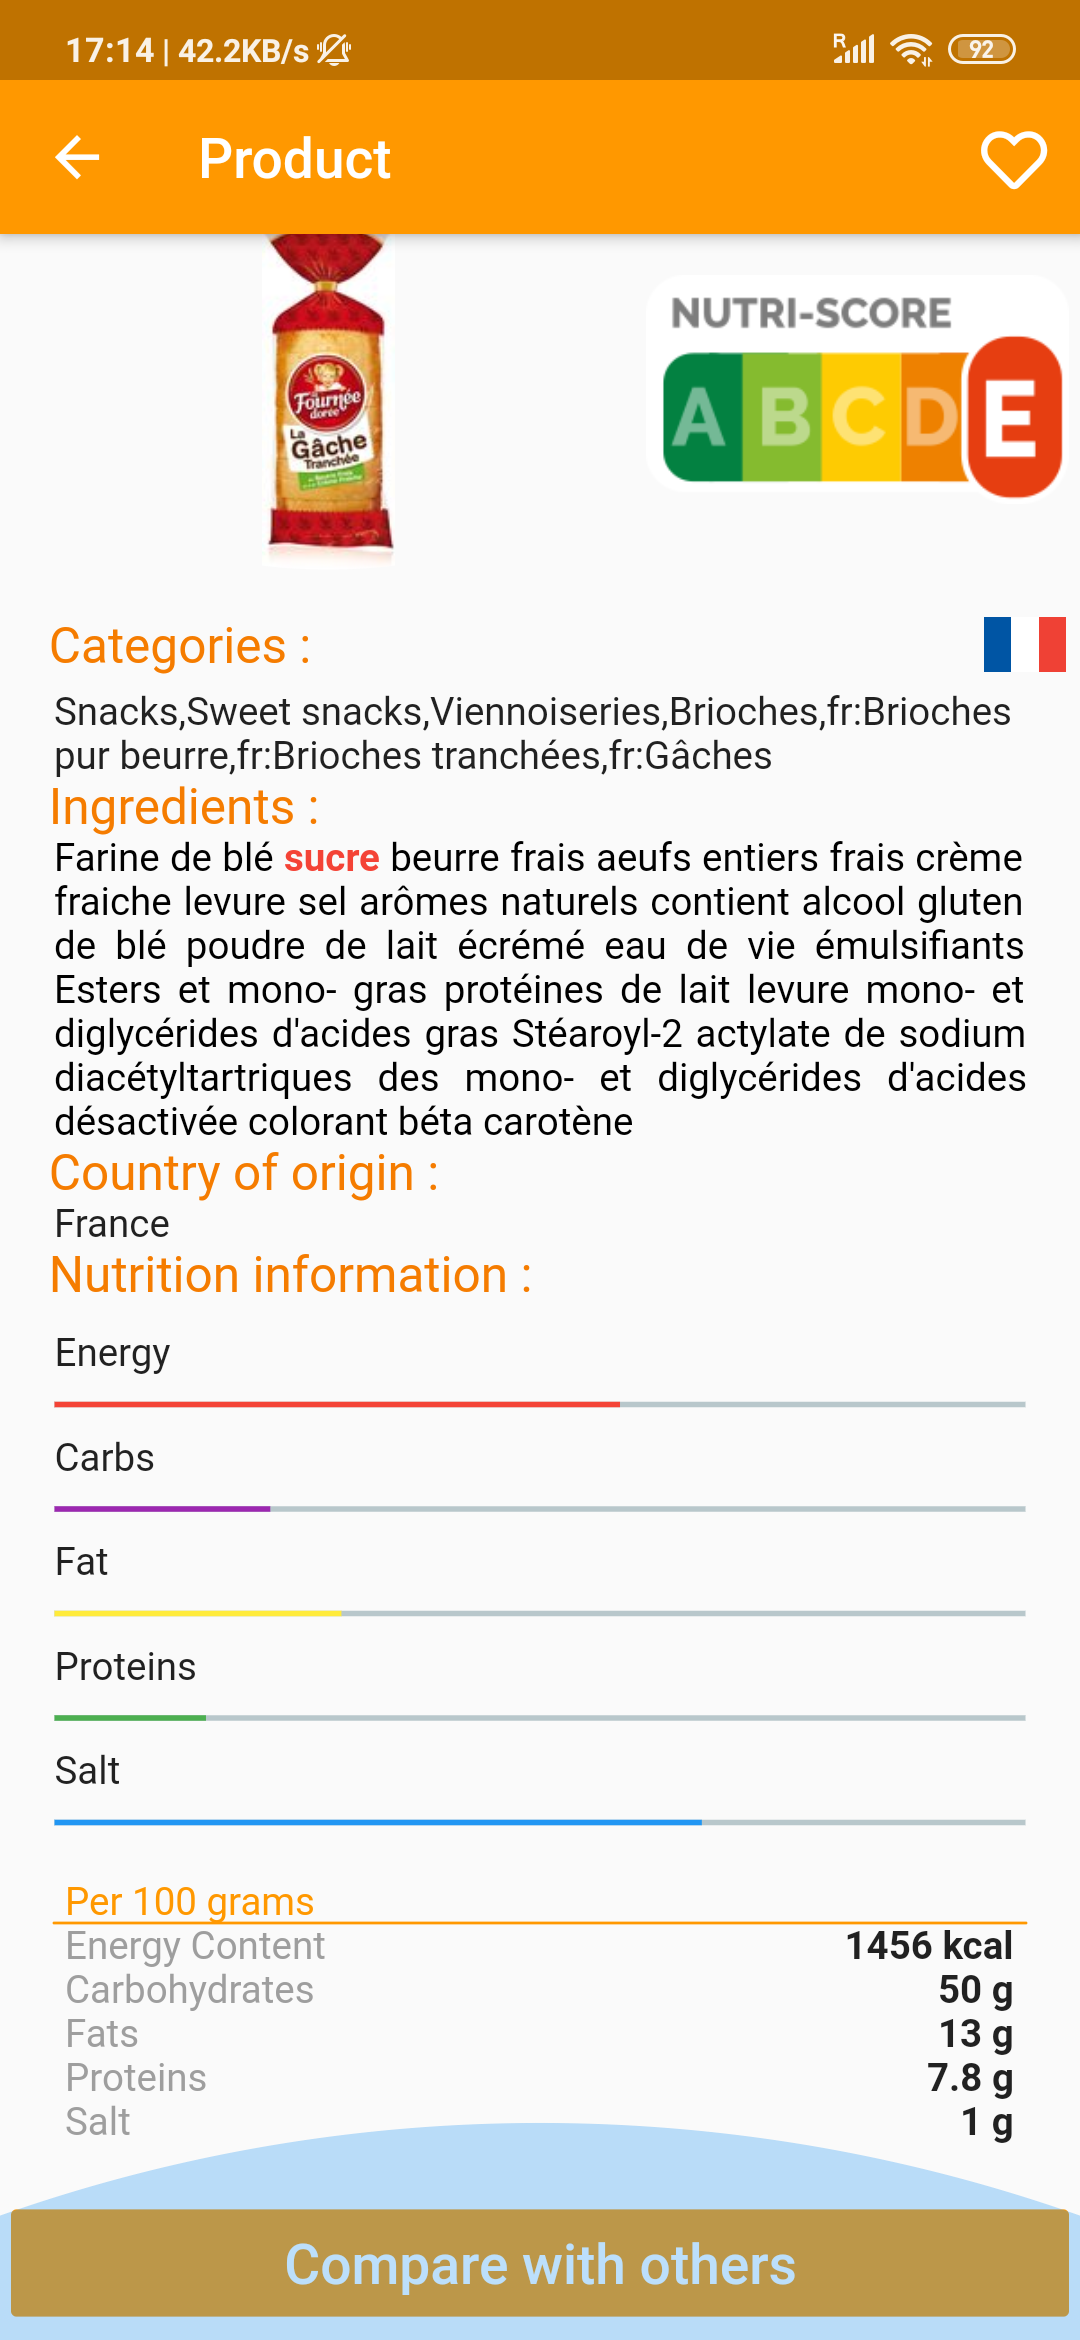 17:14 | 42.2KB/s
R
92
Product
NUTRI-SCORE
A B C D E
Fournée
dorée
La
Gâche
Tranchée
Categories :
Snacks,Sweet snacks,Viennoiseries,Brioches,fr:Brioches
pur beurre,fr:Brioches tranchées,fr:Gâches
Ingredients :
Farine de blé sucre beurre frais aeufs entiers frais crème
fraiche levure sel arômes naturels contient alcool gluten
de blé poudre de lait écrémé eau de vie émulsifiants
Esters et mono- gras protéines de lait levure mono- et
diglycérides d'acides gras Stéaroyl-2 actylate de sodium
diacétyltartriques des mono- et diglycérides d'acides
désactivée colorant béta carotène
Country of origin :
France
Nutrition information :
Energy
Carbs
Fat
Proteins
Salt
Per 100 grams
Energy Content 1456 kcal
Carbohydrates 50 g
Fats 13 g
Proteins 7.8 g
Salt 1 g
Compare with others